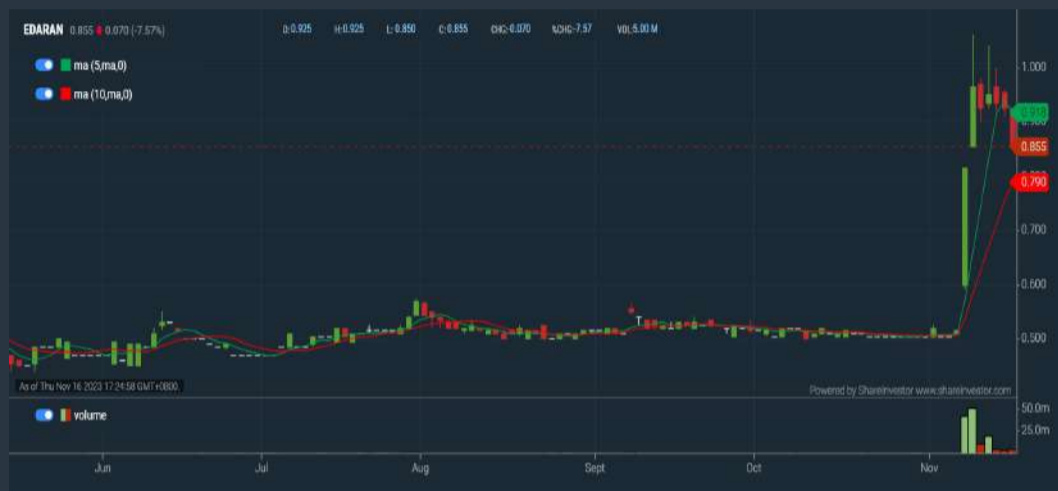 EDARAN 0.855 0.070 (-7.57%) O:0.925 H:0.925 L: 0.850 C: 0.855 CHG:-0.070 %CHG:-7.57 VOL:5.00 M
ma (5,ma,0)
ma (10,ma,0)
1.000
0.918
0.855
0.790
0.700
0.600
0.500
As of Thu Nov 16 2023 17:24:58 GMT+0800.
Powered by ShareInvestor www.shareinvestor.com
volume
50.0m
25.0m
Jun Jul Aug Sept Oct Nov